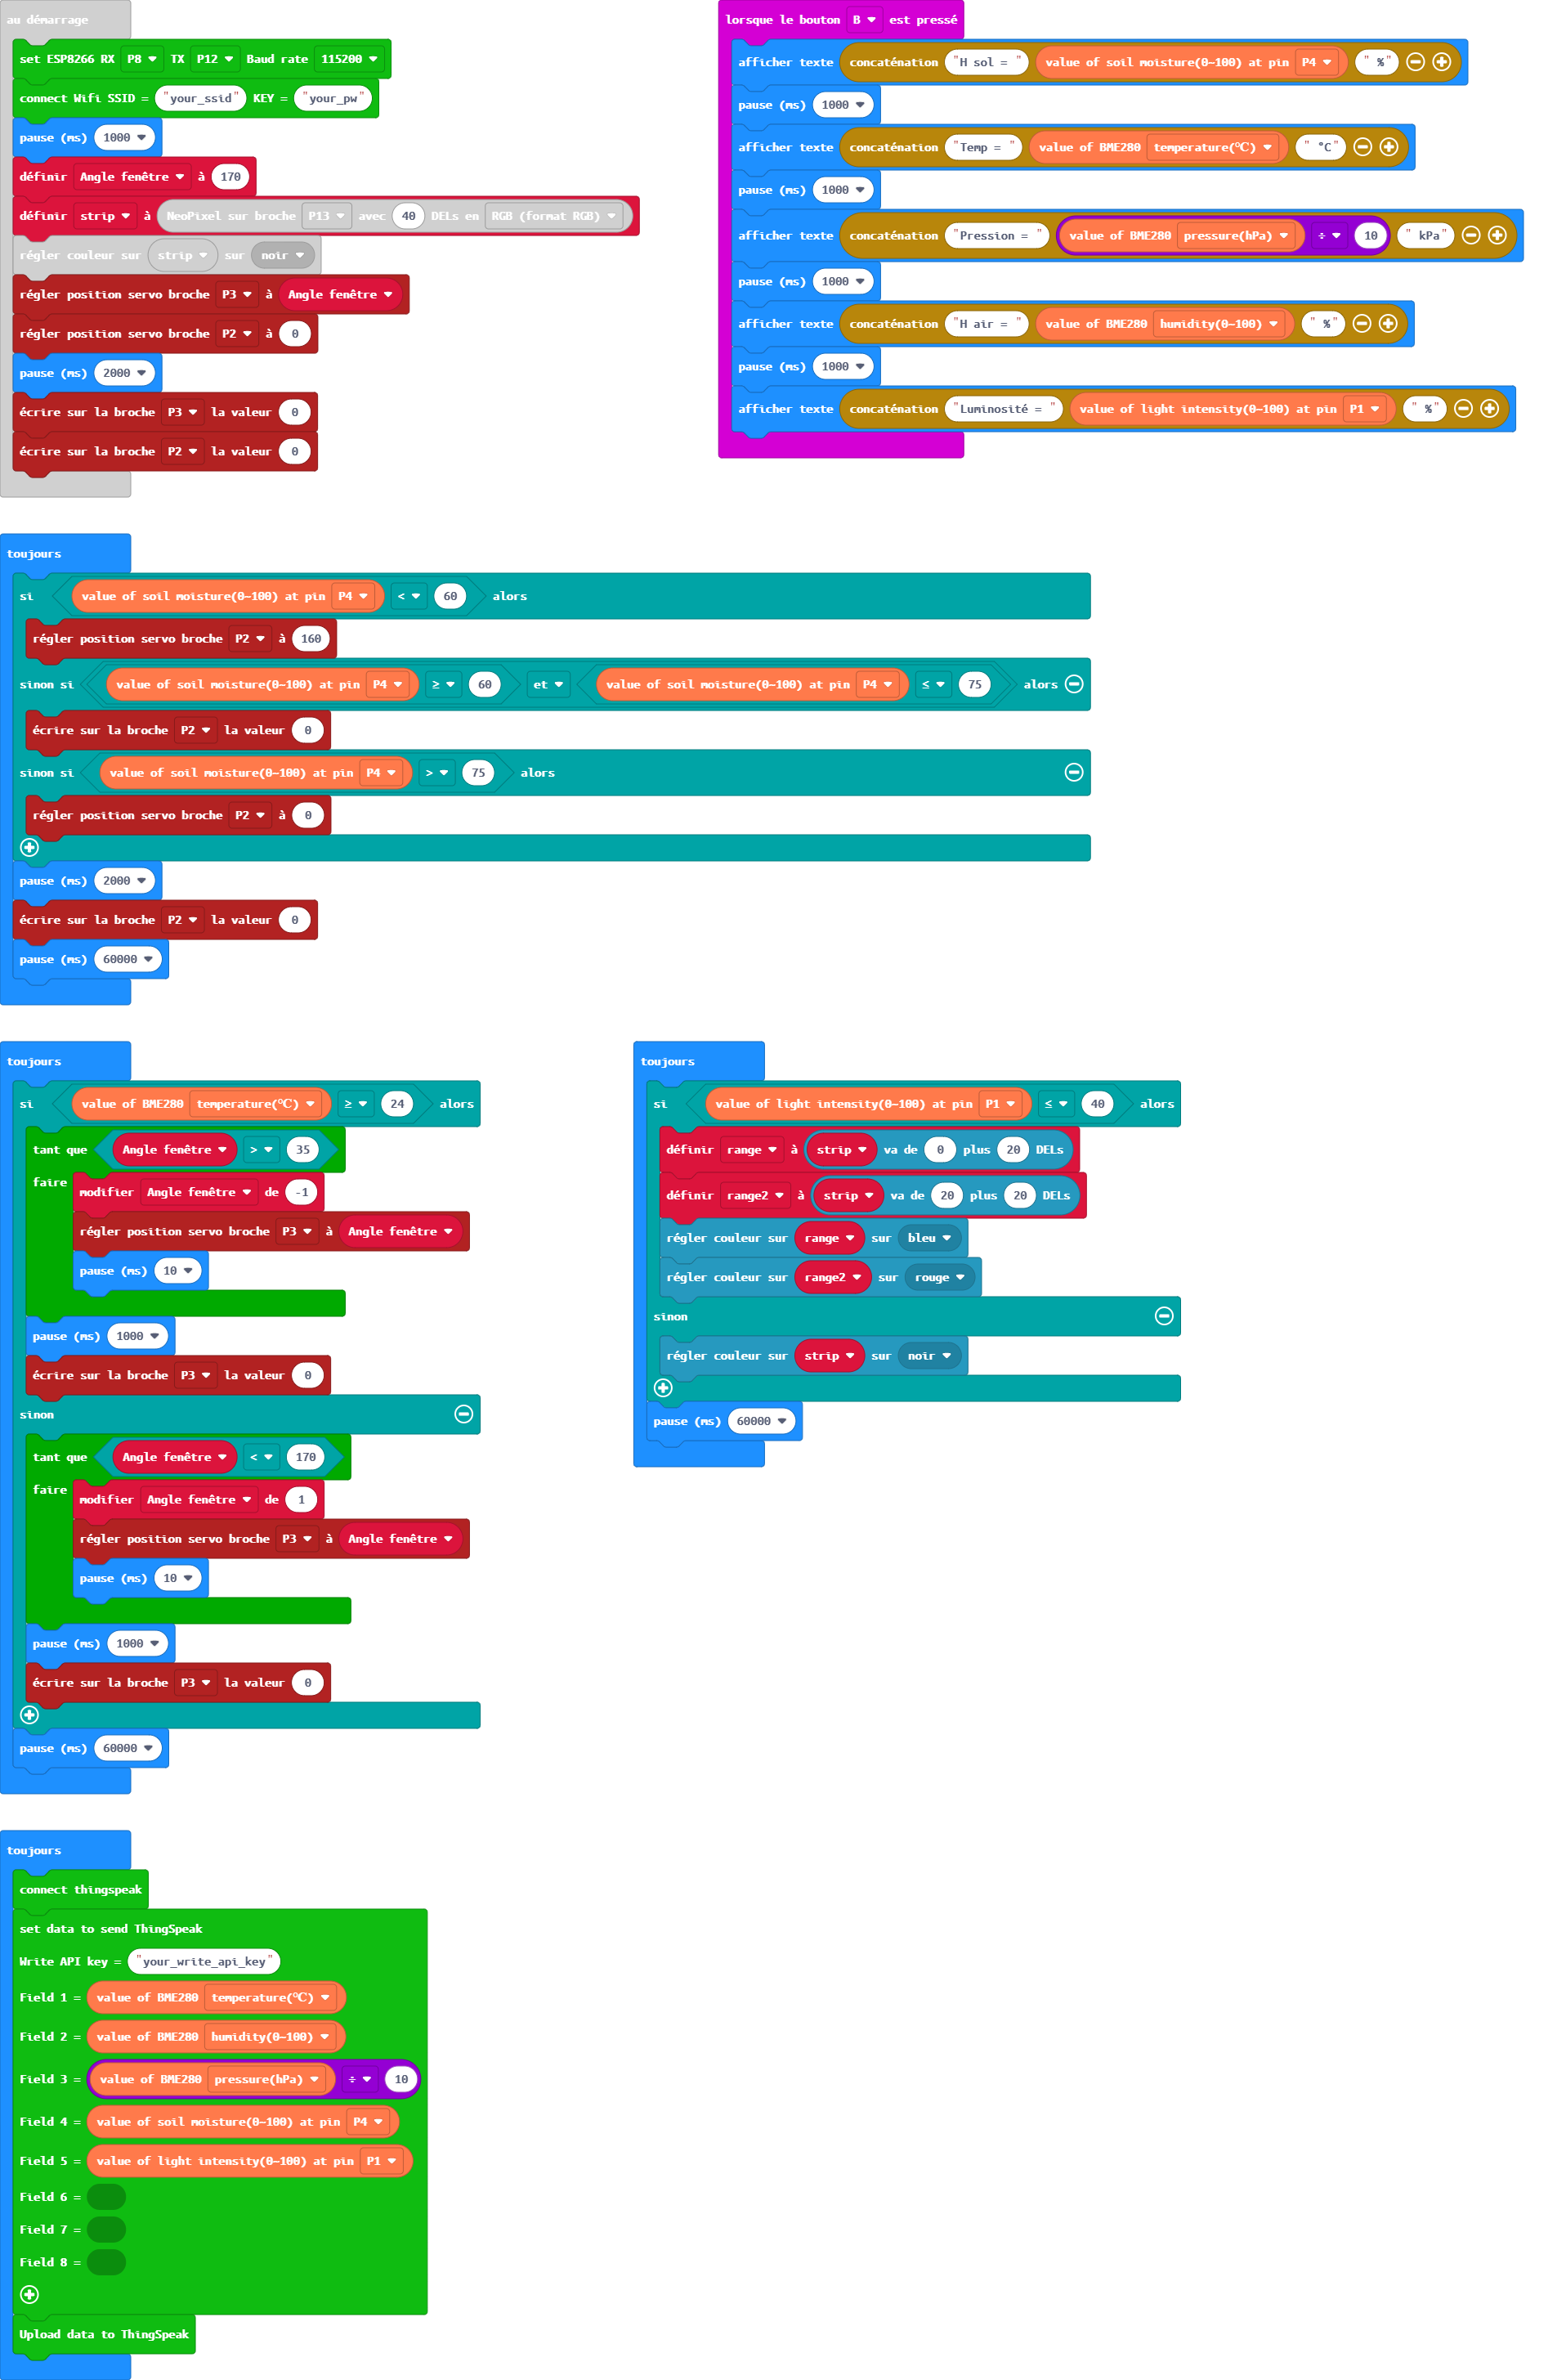 au démarrage
set ESP8266 RX P8 TX P12 Baud rate 115200
connect Wifi SSID = "your_ssid" KEY = "your_pw"
pause (ms) 1000
définir Angle fenêtre à 170
définir strip à NeoPixel sur broche P13 avec 40 DELs en RGB (format RGB)
régler couleur sur strip sur noir
régler position servo broche P3 à Angle fenêtre
régler position servo broche P2 à 0
pause (ms) 2000
écrire sur la broche P3 la valeur 0
écrire sur la broche P2 la valeur 0
lorsque le bouton B est pressé
afficher texte concaténation "H sol = " value of soil moisture(0-100) at pin P4 " %"
pause (ms) 1000
afficher texte concaténation "Temp = " value of BME280 temperature(℃) " °C"
pause (ms) 1000
afficher texte concaténation "Pression = " value of BME280 pressure(hPa) ÷ 10 " kPa"
pause (ms) 1000
afficher texte concaténation "H air = " value of BME280 humidity(0-100) " %"
pause (ms) 1000
afficher texte concaténation "Luminosité = " value of light intensity(0-100) at pin P1 " %"
toujours
si value of soil moisture(0-100) at pin P4 < 60 alors
régler position servo broche P2 à 160
sinon si value of soil moisture(0-100) at pin P4 ≥ 60 et value of soil moisture(0-100) at pin P4 ≤ 75 alors
écrire sur la broche P2 la valeur 0
sinon si value of soil moisture(0-100) at pin P4 > 75 alors
régler position servo broche P2 à 0
pause (ms) 2000
écrire sur la broche P2 la valeur 0
pause (ms) 60000
toujours
si value of BME280 temperature(℃) ≥ 24 alors
tant que Angle fenêtre > 35
faire modifier Angle fenêtre de -1
régler position servo broche P3 à Angle fenêtre
pause (ms) 10
pause (ms) 1000
écrire sur la broche P3 la valeur 0
sinon
tant que Angle fenêtre < 170
faire modifier Angle fenêtre de 1
régler position servo broche P3 à Angle fenêtre
pause (ms) 10
pause (ms) 1000
écrire sur la broche P3 la valeur 0
pause (ms) 60000
toujours
si value of light intensity(0-100) at pin P1 ≤ 40 alors
définir range à strip va de 0 plus 20 DELs
définir range2 à strip va de 20 plus 20 DELs
régler couleur sur range sur bleu
régler couleur sur range2 sur rouge
sinon
régler couleur sur strip sur noir
pause (ms) 60000
toujours
connect thingspeak
set data to send ThingSpeak
Write API key = "your_write_api_key"
Field 1 = value of BME280 temperature(℃)
Field 2 = value of BME280 humidity(0-100)
Field 3 = value of BME280 pressure(hPa) ÷ 10
Field 4 = value of soil moisture(0-100) at pin P4
Field 5 = value of light intensity(0-100) at pin P1
Field 6 =
Field 7 =
Field 8 =
Upload data to ThingSpeak